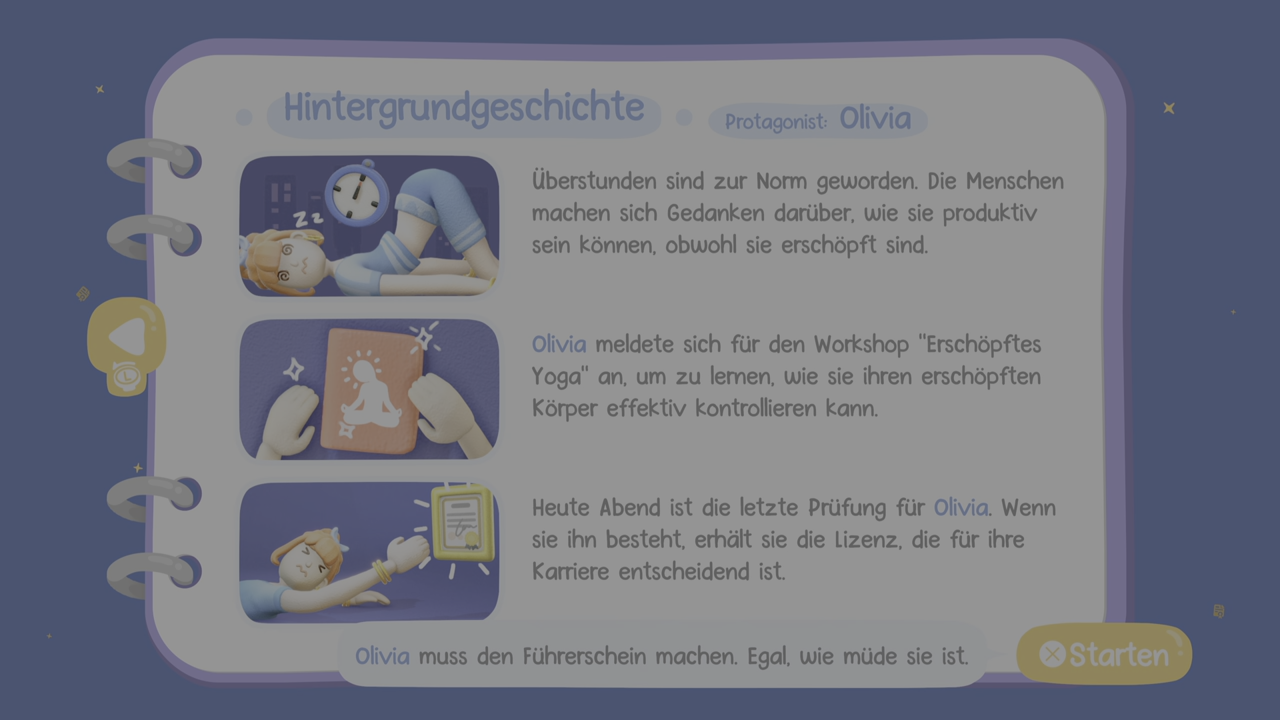 Hintergrundgeschichte
Protagonist: Olivia
Überstunden sind zur Norm geworden. Die Menschen
machen sich Gedanken darüber, wie sie produktiv
sein können, obwohl sie erschöpft sind.
zz
Olivia meldete sich für den Workshop "Erschöpftes
Yoga" an, um zu lernen, wie sie ihren erschöpften
Körper effektiv kontrollieren kann.
Heute Abend ist die letzte Prüfung für Olivia. Wenn
sie ihn besteht, erhält sie die Lizenz, die für ihre
Karriere entscheidend ist.
Olivia muss den Führerschein machen. Egal, wie müde sie ist.
Starten
L